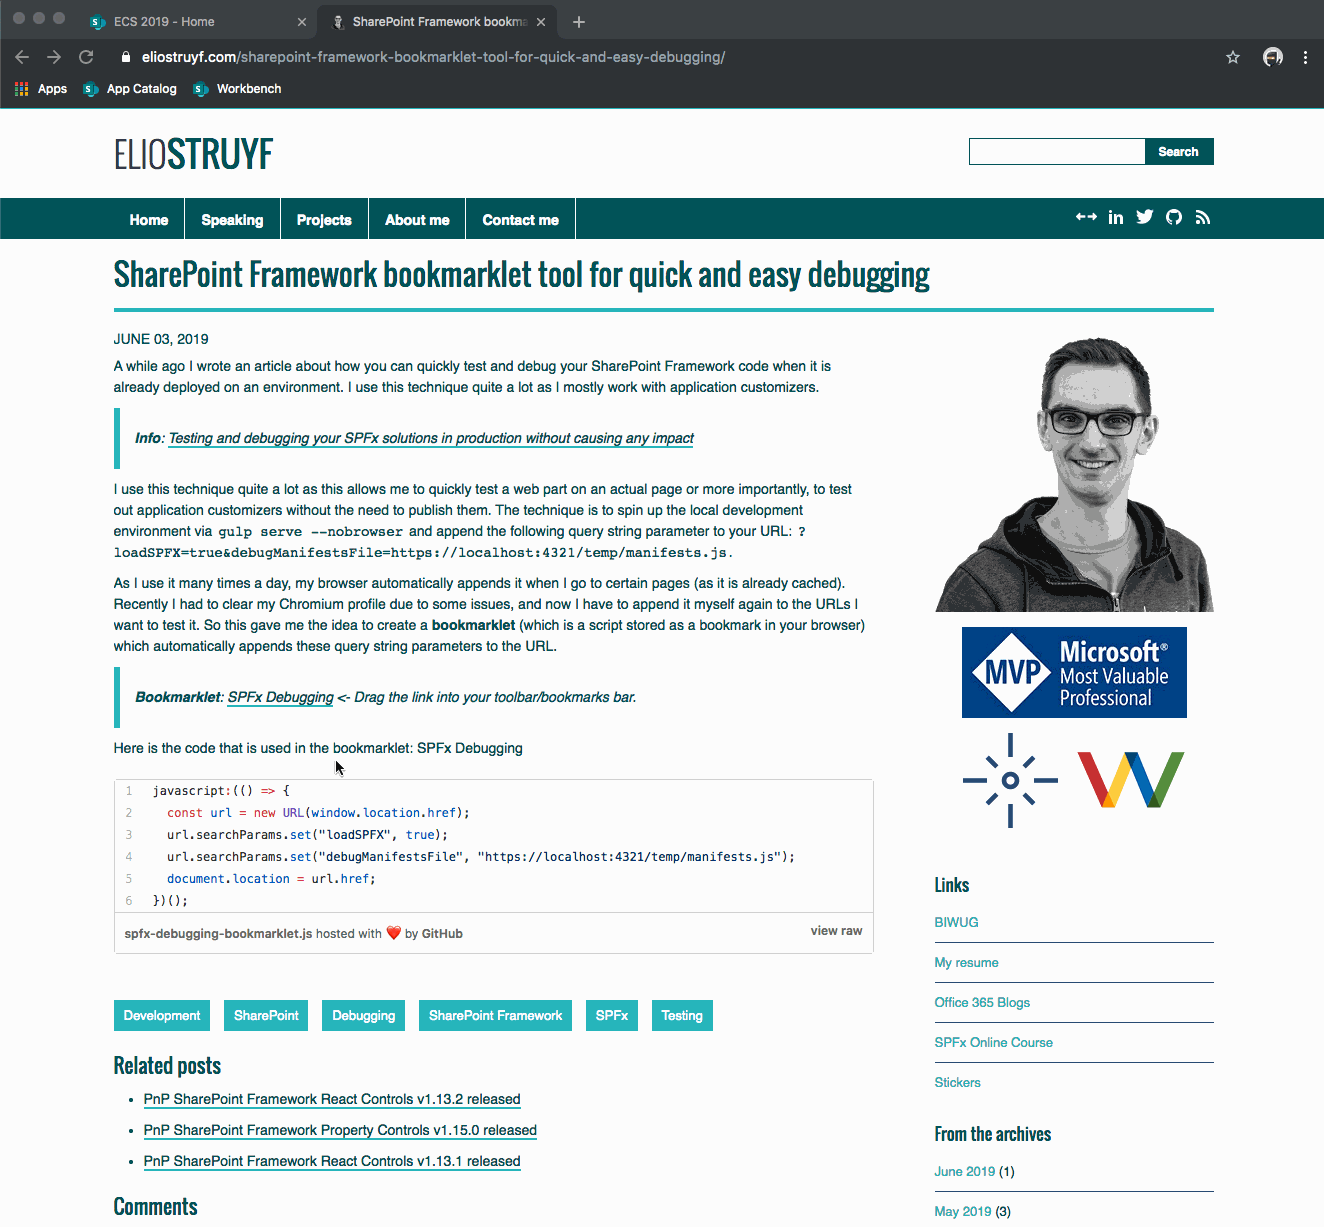 ECS 2019 - Home
SharePoint Framework bookma
eliostruyf.com/sharepoint-framework-bookmarklet-tool-for-quick-and-easy-debugging/
Apps
App Catalog
Workbench
ELIOSTRUYF
Search
Home
Speaking
Projects
About me
Contact me
SharePoint Framework bookmarklet tool for quick and easy debugging
JUNE 03, 2019
A while ago I wrote an article about how you can quickly test and debug your SharePoint Framework code when it is
already deployed on an environment. I use this technique quite a lot as I mostly work with application customizers.
Info: Testing and debugging your SPFx solutions in production without causing any impact
I use this technique quite a lot as this allows me to quickly test a web part on an actual page or more importantly, to test
out application customizers without the need to publish them. The technique is to spin up the local development
environment via gulp serve --nobrowser and append the following query string parameter to your URL: ?
loadSPFX=true&debugManifestsFile=https://localhost:4321/temp/manifests.js.
As I use it many times a day, my browser automatically appends it when I go to certain pages (as it is already cached).
Recently I had to clear my Chromium profile due to some issues, and now I have to append it myself again to the URLs I
want to test it. So this gave me the idea to create a bookmarklet (which is a script stored as a bookmark in your browser)
which automatically appends these query string parameters to the URL.
Bookmarklet: SPFx Debugging <- Drag the link into your toolbar/bookmarks bar.
Here is the code that is used in the bookmarklet: SPFx Debugging
1 javascript:(() => {
2 const url = new URL(window.location.href);
3 url.searchParams.set("loadSPFX", true);
4 url.searchParams.set("debugManifestsFile", "https://localhost:4321/temp/manifests.js");
5 document.location = url.href;
6 })();
spfx-debugging-bookmarklet.js hosted with ❤ by GitHub
view raw
Development
SharePoint
Debugging
SharePoint Framework
SPFx
Testing
Related posts
• PnP SharePoint Framework React Controls v1.13.2 released
• PnP SharePoint Framework Property Controls v1.15.0 released
• PnP SharePoint Framework React Controls v1.13.1 released
Comments
MVP
Microsoft®
Most Valuable
Professional
Links
BIWUG
My resume
Office 365 Blogs
SPFx Online Course
Stickers
From the archives
June 2019 (1)
May 2019 (3)